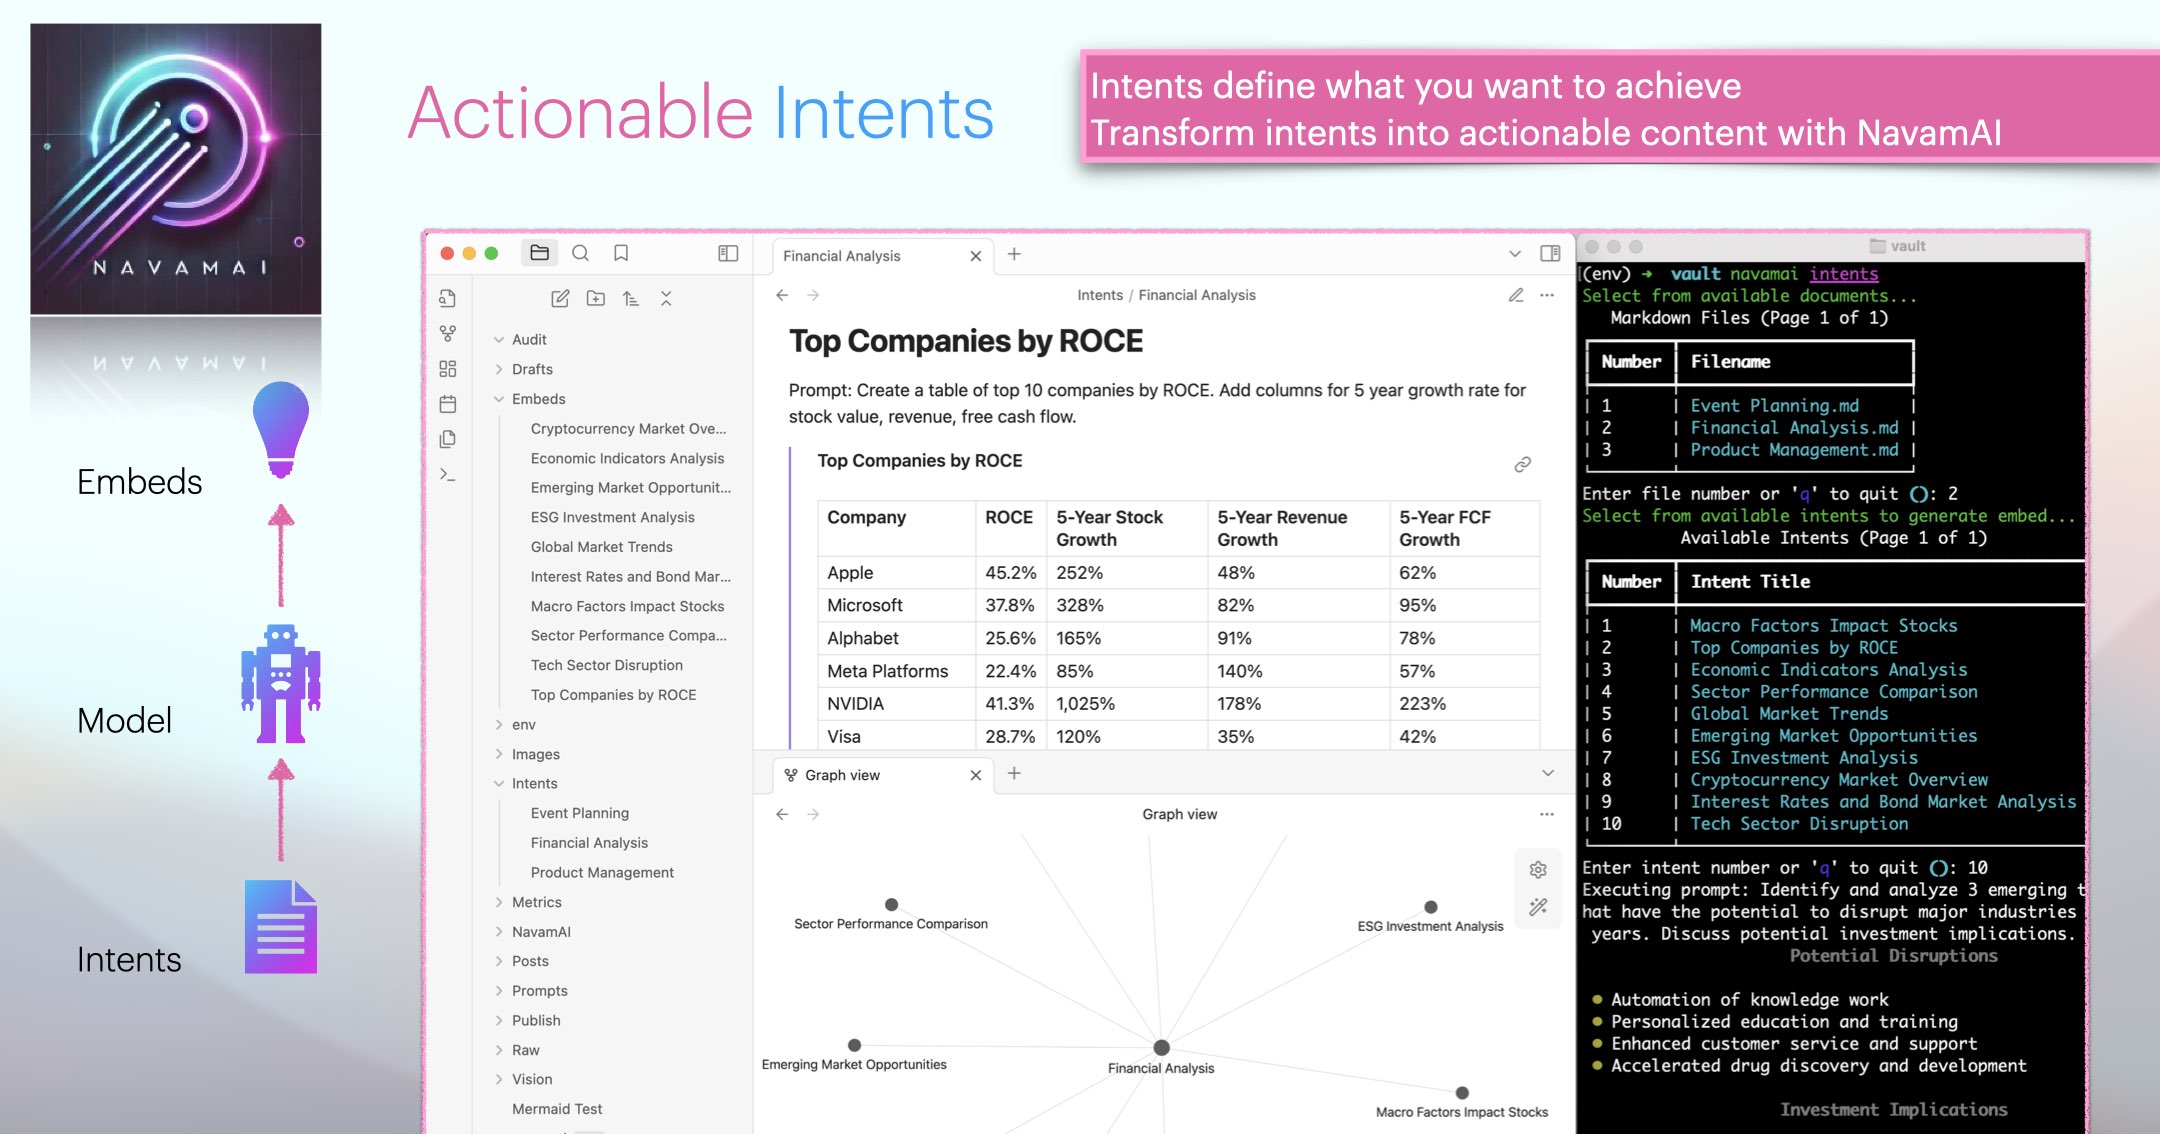 NAVAMAI
Actionable Intents
Intents define what you want to achieve
Transform intents into actionable content with NavamAI
Embeds
Model
Intents
Audit
Drafts
Embeds
Cryptocurrency Market Ove...
Economic Indicators Analysis
Emerging Market Opportunit...
ESG Investment Analysis
Global Market Trends
Interest Rates and Bond Mar...
Macro Factors Impact Stocks
Sector Performance Compa...
Tech Sector Disruption
Top Companies by ROCE
env
Images
Intents
Event Planning
Financial Analysis
Product Management
Metrics
NavamAI
Posts
Prompts
Publish
Raw
Vision
Mermaid Test
Financial Analysis
Intents / Financial Analysis
Top Companies by ROCE
Prompt: Create a table of top 10 companies by ROCE. Add columns for 5 year growth rate for
stock value, revenue, free cash flow.
Top Companies by ROCE
Company ROCE 5-Year Stock Growth 5-Year Revenue Growth 5-Year FCF Growth
Apple 45.2% 252% 48% 62%
Microsoft 37.8% 328% 82% 95%
Alphabet 25.6% 165% 91% 78%
Meta Platforms 22.4% 85% 140% 57%
NVIDIA 41.3% 1,025% 178% 223%
Visa 28.7% 120% 35% 42%
Graph view
Graph view
Sector Performance Comparison
ESG Investment Analysis
Emerging Market Opportunities
Financial Analysis
Macro Factors Impact Stocks
vault
(env) → vault navamai intents
Select from available documents...
Markdown Files (Page 1 of 1)
Number Filename
1 Event Planning.md
2 Financial Analysis.md
3 Product Management.md
Enter file number or 'q' to quit (): 2
Select from available intents to generate embed...
Available Intents (Page 1 of 1)
Number Intent Title
1 Macro Factors Impact Stocks
2 Top Companies by ROCE
3 Economic Indicators Analysis
4 Sector Performance Comparison
5 Global Market Trends
6 Emerging Market Opportunities
7 ESG Investment Analysis
8 Cryptocurrency Market Overview
9 Interest Rates and Bond Market Analysis
10 Tech Sector Disruption
Enter intent number or 'q' to quit (): 10
Executing prompt: Identify and analyze 3 emerging t
hat have the potential to disrupt major industries
years. Discuss potential investment implications.
Potential Disruptions
• Automation of knowledge work
• Personalized education and training
• Enhanced customer service and support
• Accelerated drug discovery and development
Investment Implications